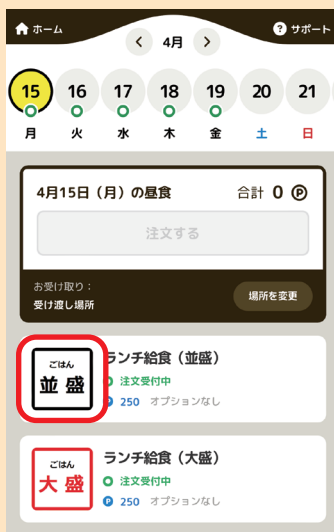 ホーム
4月
? サポート
15 16 17 18 19 20 21
月 火 水 木 金 土 日
4月15日（月）の昼食 合計 0 P
注文する
お受け取り：
受け渡し場所
場所を変更
ごはん
並盛
ランチ給食（並盛）
注文受付中
P 250 オプションなし
ごはん
大盛
ランチ給食（大盛）
注文受付中
P 250 オプションなし